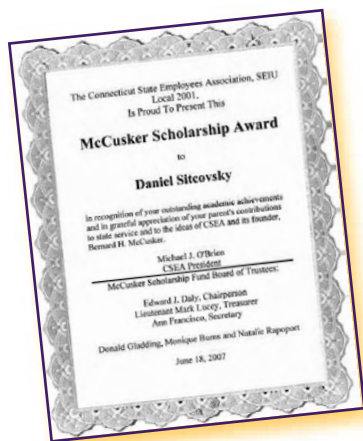 The Connecticut State Employees Association, SEIU
Local 2001,
Is Proud To Present This
McCusker Scholarship Award
to
Daniel Sitcovsky
in recognition of your outstanding academic achievements
and in grateful appreciation of your parent's contributions
to state service and to the ideas of CSEA and its founder,
Bernard H. McCusker.
Michael J. O'Brien
CSEA President
McCusker Scholarship Fund Board of Trustees:
Edward J. Daly, Chairperson
Lieutenant Mark Lucey, Treasurer
Ann Francisco, Secretary
Donald Gladding, Monique Burns and Natalie Rapoport
June 18, 2007